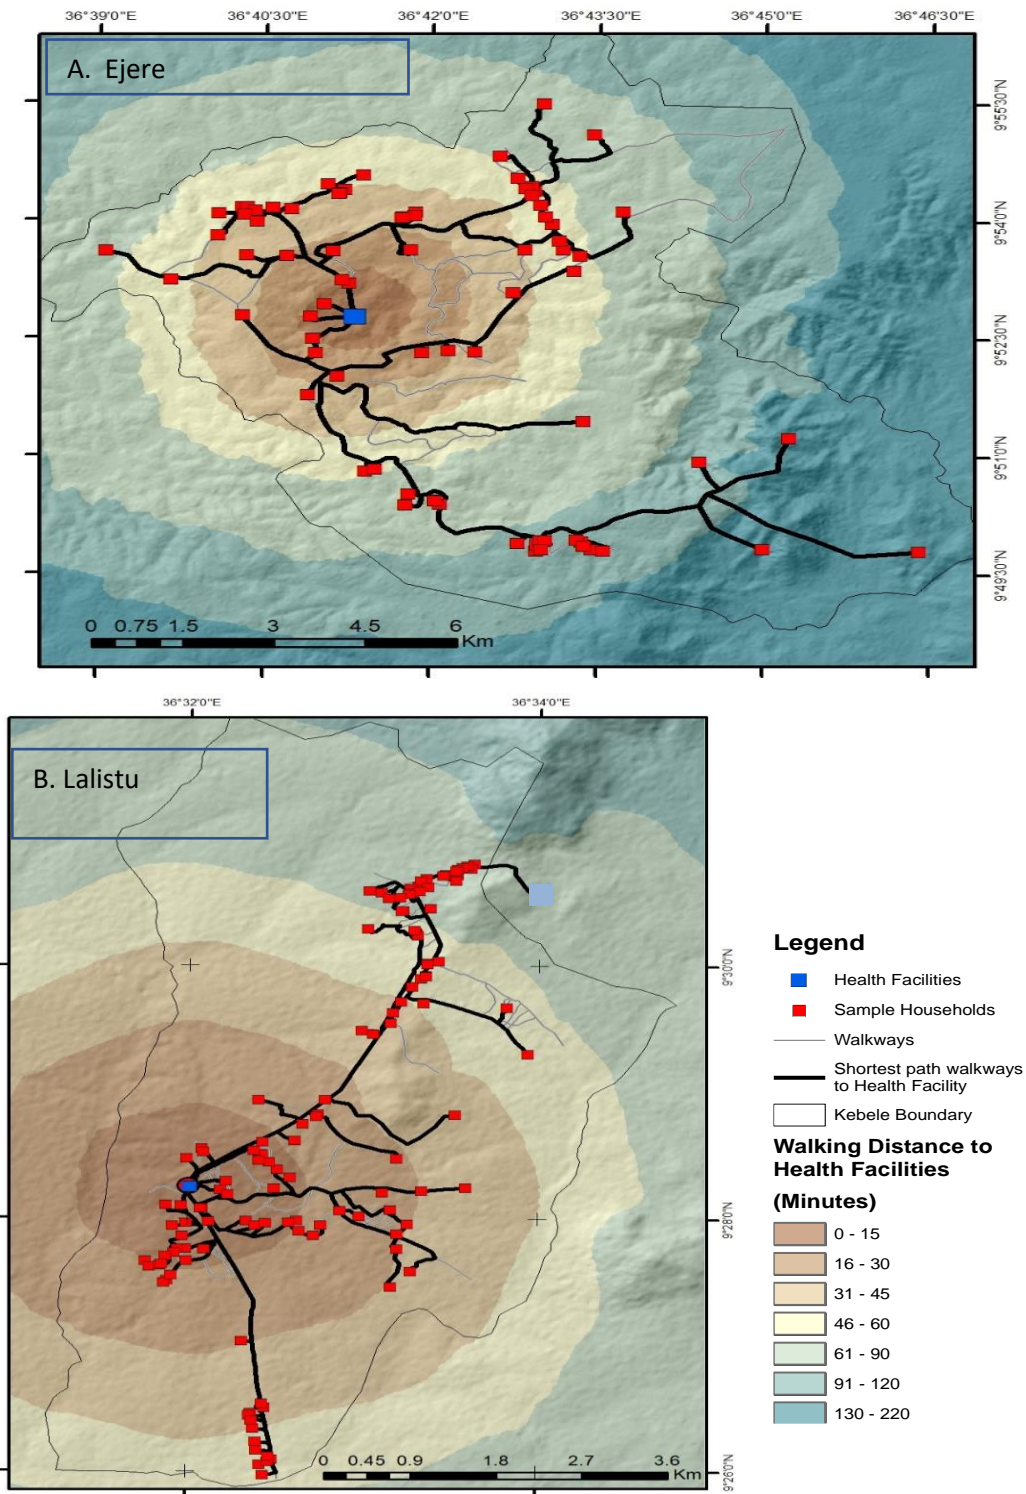 36°39'0"E
36°40'30"E
36°42'0"E
36°43'30"E
36°45'0"E
36°46'30"E
A. Ejere
9°55'30"N
9°54'0"N
9°52'30"N
9°51'0"N
9°49'30"N
0 0.75 1.5 3 4.5 6
Km
36°32'0"E
36°34'0"E
B. Lalistu
9°30'0"N
9°28'0"N
9°26'0"N
0 0.45 0.9 1.8 2.7 3.6
Km
Legend
Health Facilities
Sample Households
Walkways
Shortest path walkways
to Health Facility
Kebele Boundary
Walking Distance to
Health Facilities
(Minutes)
0 - 15
16 - 30
31 - 45
46 - 60
61 - 90
91 - 120
130 - 220